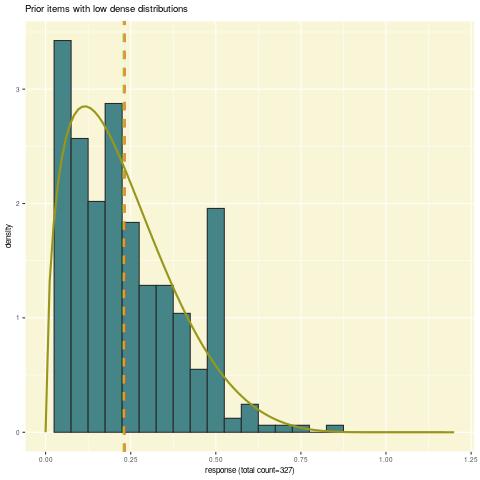 Prior items with low dense distributions
3
2
1
0
density
0.00 0.25 0.50 0.75 1.00 1.25
response (total count=327)